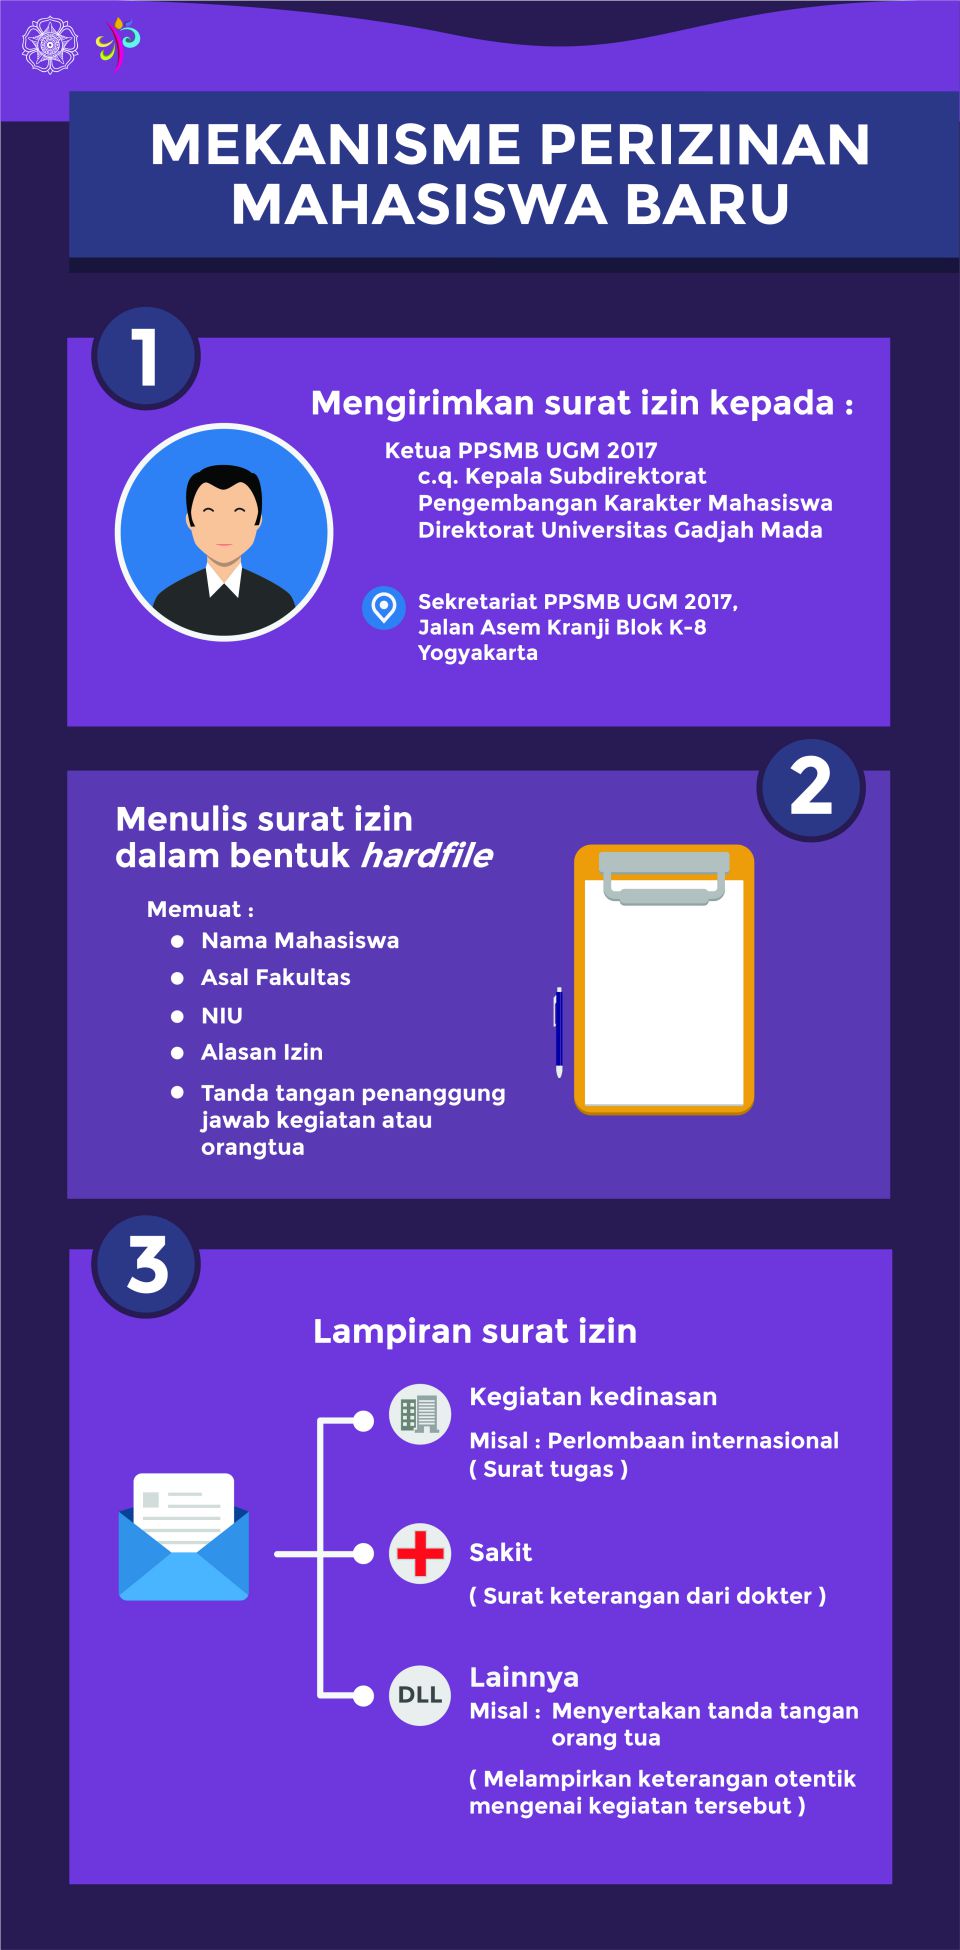 MEKANISME PERIZINAN
MAHASISWA BARU
1
Mengirimkan surat izin kepada :
Ketua PPSMB UGM 2017
c.q. Kepala Subdirektorat
Pengembangan Karakter Mahasiswa
Direktorat Universitas Gadjah Mada
Sekretariat PPSMB UGM 2017,
Jalan Asem Kranji Blok K-8
Yogyakarta
2
Menulis surat izin
dalam bentuk hardfile
Memuat :
Nama Mahasiswa
Asal Fakultas
NIU
Alasan Izin
Tanda tangan penanggung
jawab kegiatan atau
orangtua
3
Lampiran surat izin
Kegiatan kedinasan
Misal : Perlombaan internasional
( Surat tugas )
Sakit
( Surat keterangan dari dokter )
DLL
Lainnya
Misal : Menyertakan tanda tangan
orang tua
( Melampirkan keterangan otentik
mengenai kegiatan tersebut )